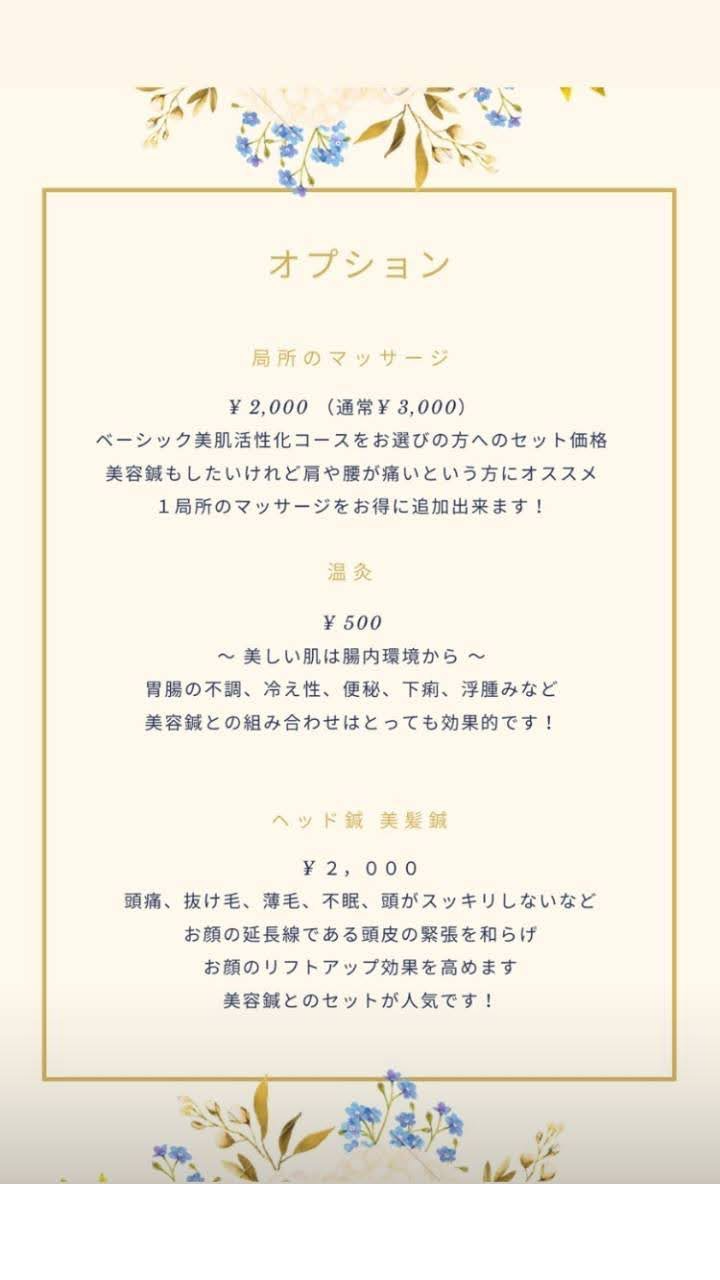 オプション
局所のマッサージ
¥ 2,000 （通常¥ 3,000）
ベーシック美肌活性化コースをお選びの方へのセット価格
美容鍼もしたいけれど肩や腰が痛いという方にオススメ
１局所のマッサージをお得に追加出来ます！
温灸
¥ 500
〜 美しい肌は腸内環境から 〜
胃腸の不調、冷え性、便秘、下痢、浮腫みなど
美容鍼との組み合わせはとっても効果的です！
ヘッド鍼 美髪鍼
¥ ２，０００
頭痛、抜け毛、薄毛、不眠、頭がスッキリしないなど
お顔の延長線である頭皮の緊張を和らげ
お顔のリフトアップ効果を高めます
美容鍼とのセットが人気です！